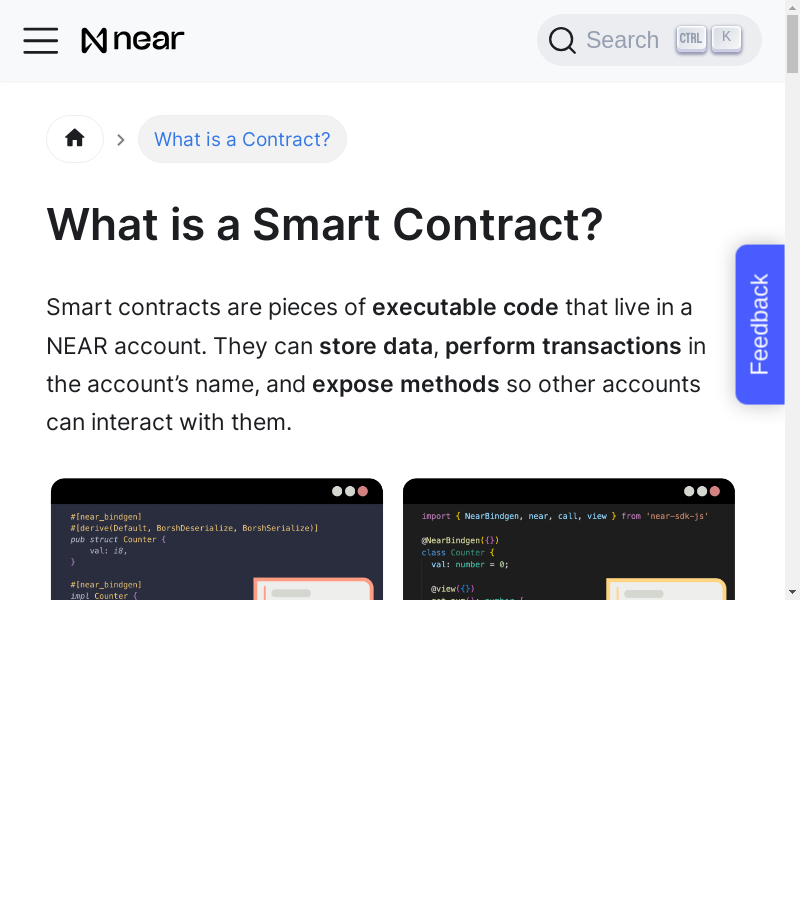 near
Search CTRL K
What is a Contract?
What is a Smart Contract?
Smart contracts are pieces of executable code that live in a
NEAR account. They can store data, perform transactions in
the account’s name, and expose methods so other accounts
can interact with them.
Feedback
#[near_bindgen]
#[derive(Default, BorshDeserialize, BorshSerialize)]
pub struct Counter {
val: i8,
}
#[near_bindgen]
impl Counter {
import { NearBindgen, near, call, view } from 'near-sdk-js'
@NearBindgen({})
class Counter {
val: number = 0;
@view({})